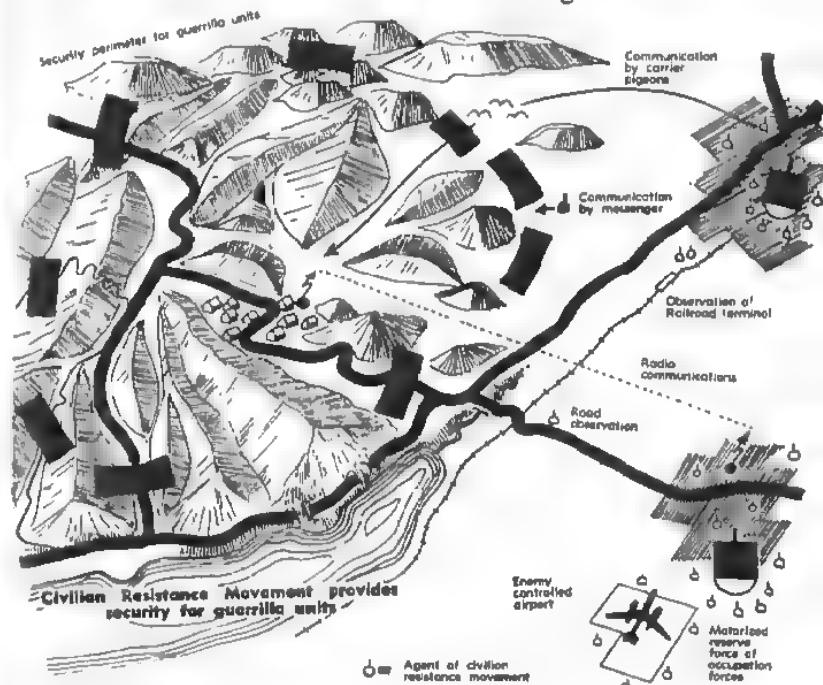 Security perimeter for guerrilla units
Communication
by carrier
pigeons
Communication
by messenger
Observation of
Railroad terminal
Radio
communications
Road
observation
Civilian Resistance Movement provides
security for guerrilla units
Enemy
controlled
airport
Motorized
reserve
force of
occupation
forces
Agent of civilian
resistance movement